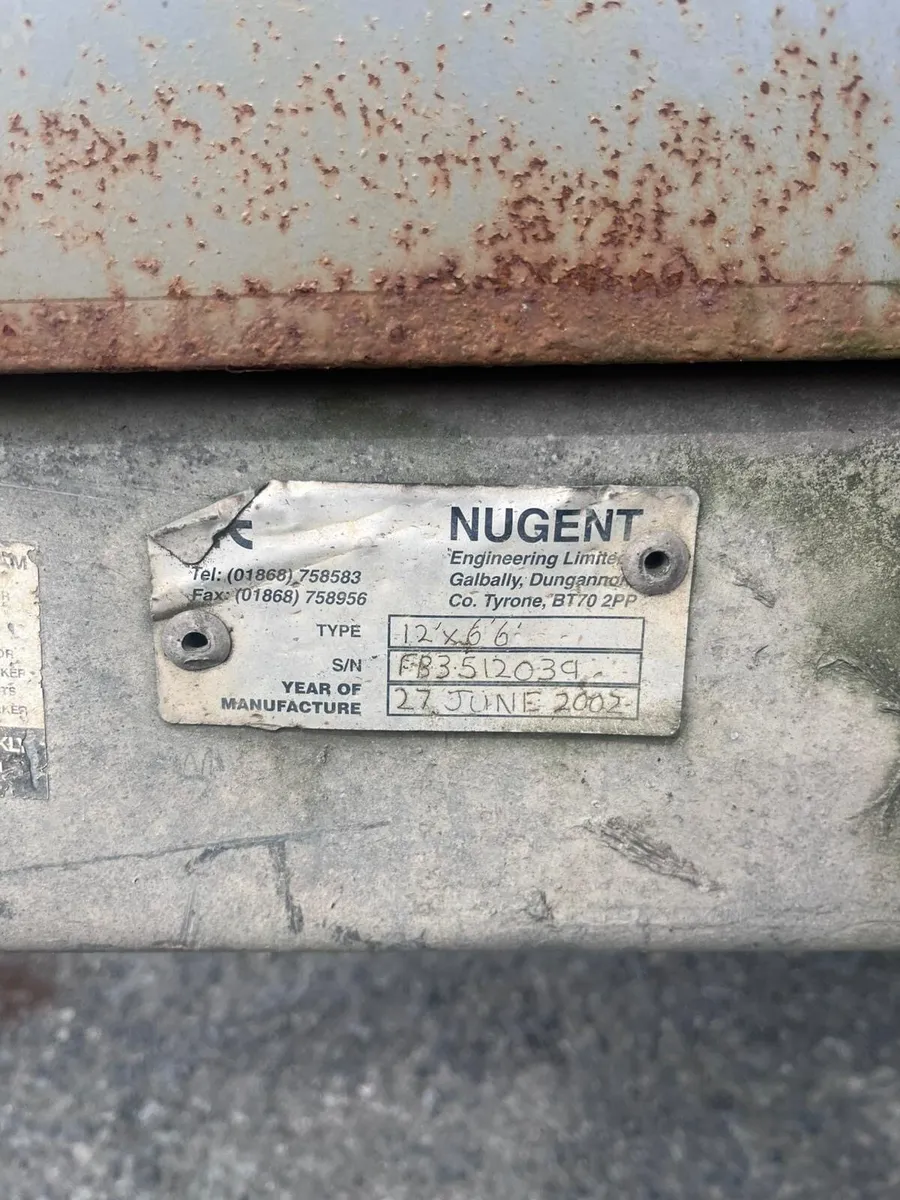 NUGENT
Engineering Limite
Galbally, Dungannon
Co. Tyrone, BT70 2PP
Tel: (01868) 758583
Fax: (01868) 758956
TYPE 12'x6'6'
S/N FB3512039
YEAR OF
MANUFACTURE 27 JUNE 2002